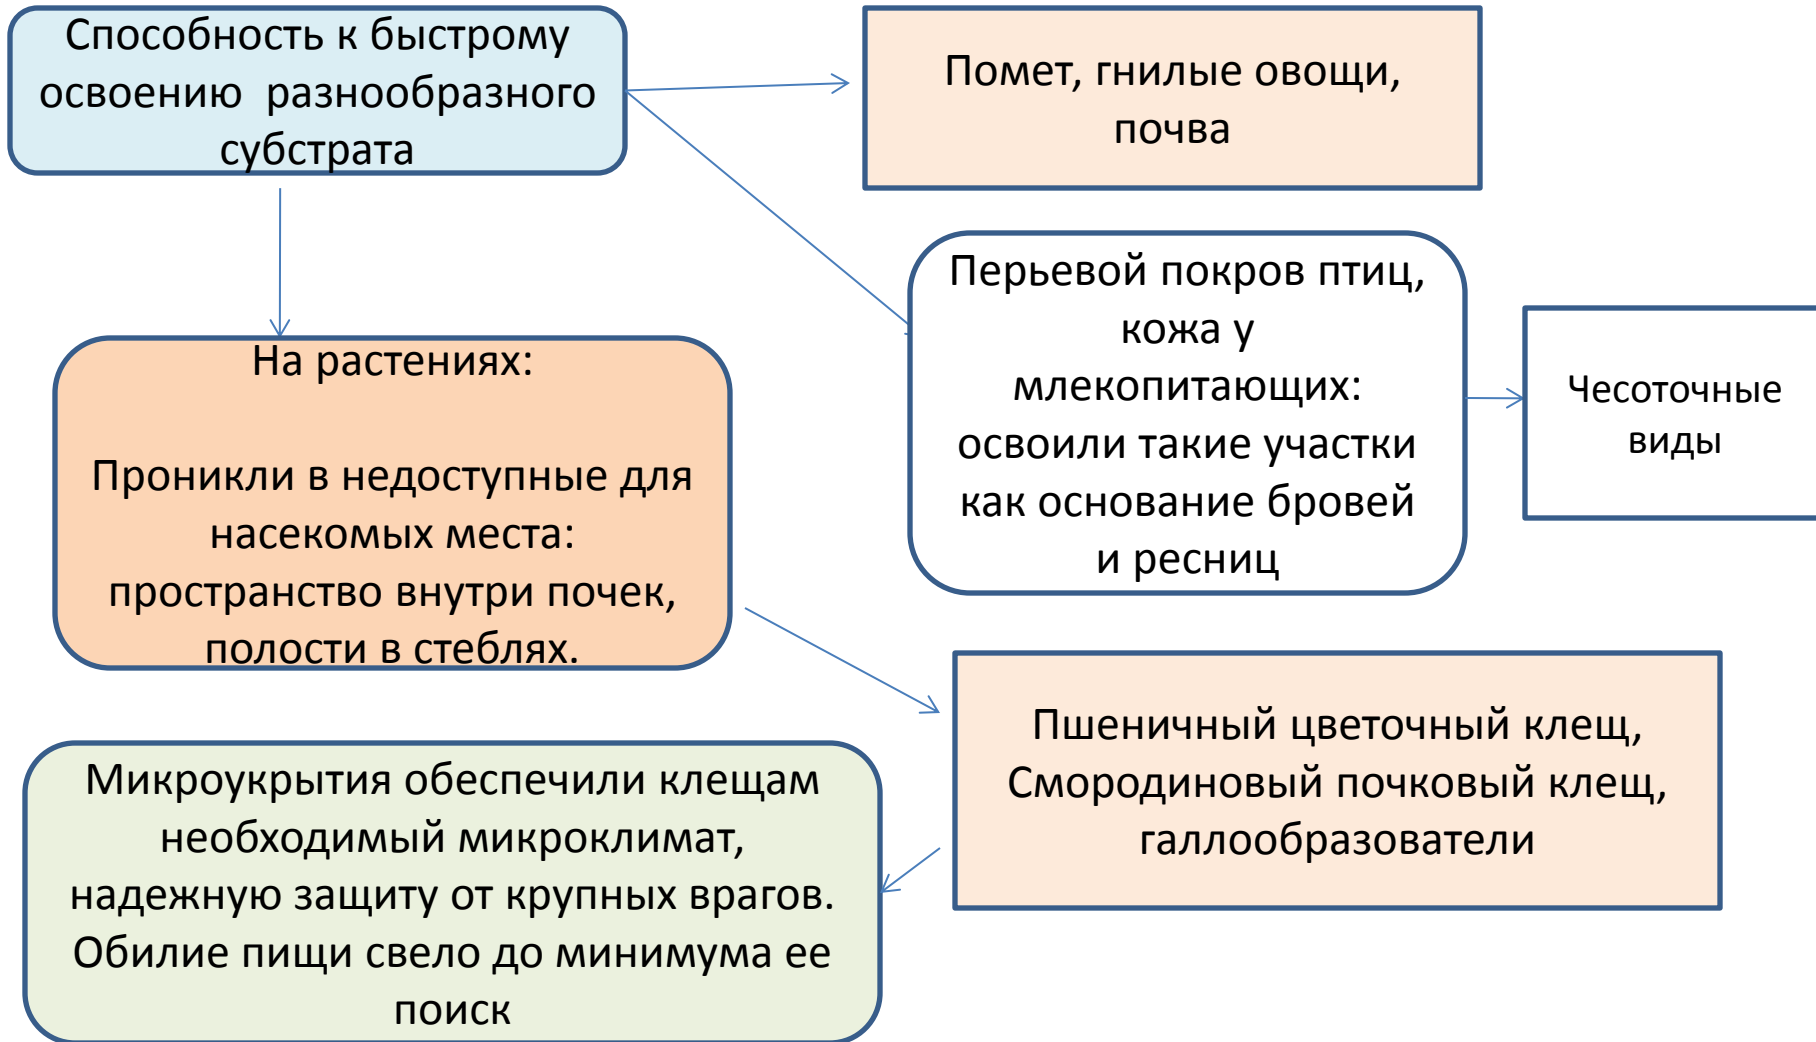 Способность к быстрому
освоению разнообразного
субстрата
Помет, гнилые овощи,
почва
Перьевой покров птиц,
кожа у
млекопитающих:
освоили такие участки
как основание бровей
и ресниц
Чесоточные
виды
На растениях:
Проникли в недоступные для
насекомых места:
пространство внутри почек,
полости в стеблях.
Пшеничный цветочный клещ,
Смородиновый почковый клещ,
галлообразователи
Микроукрытия обеспечили клещам
необходимый микроклимат,
надежную защиту от крупных врагов.
Обилие пищи свело до минимума ее
поиск